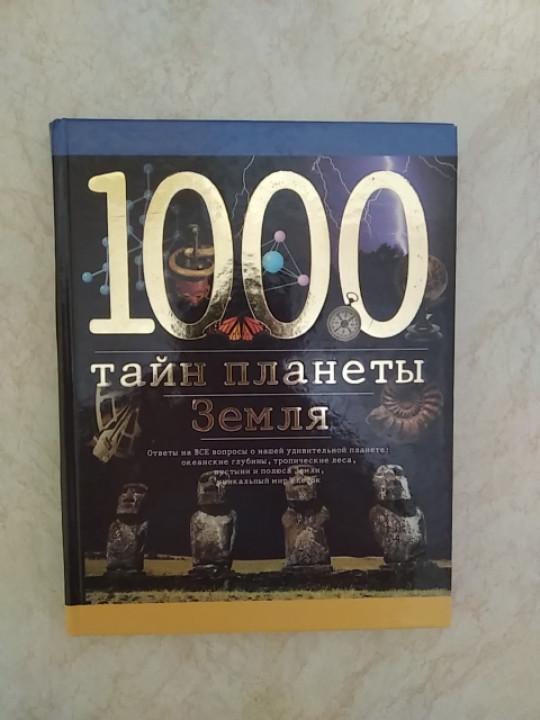 1000
тайн планеты
Земля
Ответы на ВСЕ вопросы о нашей удивительной планете:
океанские глубины, тропические леса,
пустыни и полюса Земли,
уникальный мир